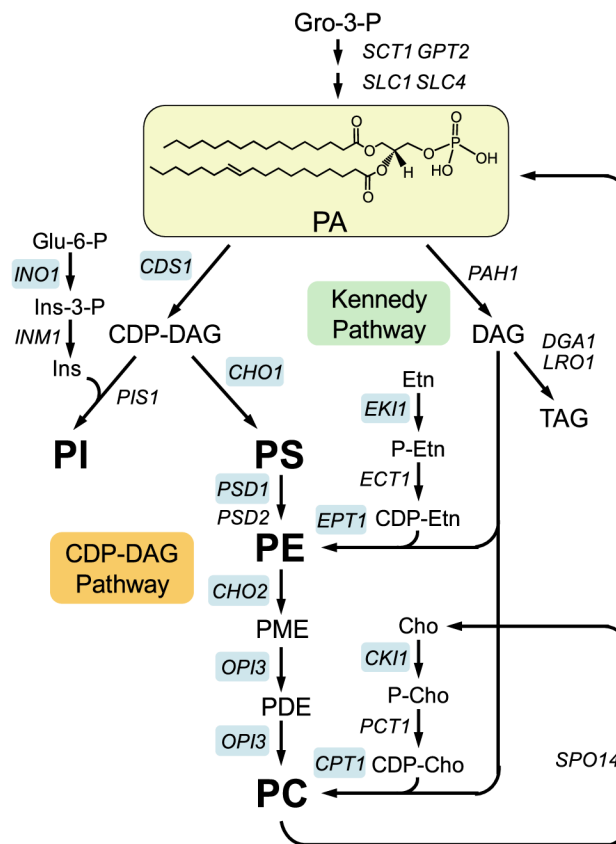 Gro-3-P
SCT1 GPT2
SLC1 SLC4
O
O
O
O
P
O
OH
HO
H
O
O
PA
Glu-6-P
INO1
CDS1
PAH1
Ins-3-P
Kennedy
Pathway
INM1
CDP-DAG
DAG
DGA1
LRO1
Ins
CHO1
Etn
PIS1
EKI1
TAG
PI
PS
P-Etn
PSD1
ECT1
PSD2
EPT1
CDP-Etn
PE
CDP-DAG
Pathway
CHO2
PME
Cho
OPI3
CKI1
PDE
P-Cho
PCT1
OPI3
CPT1
CDP-Cho
SPO14
PC